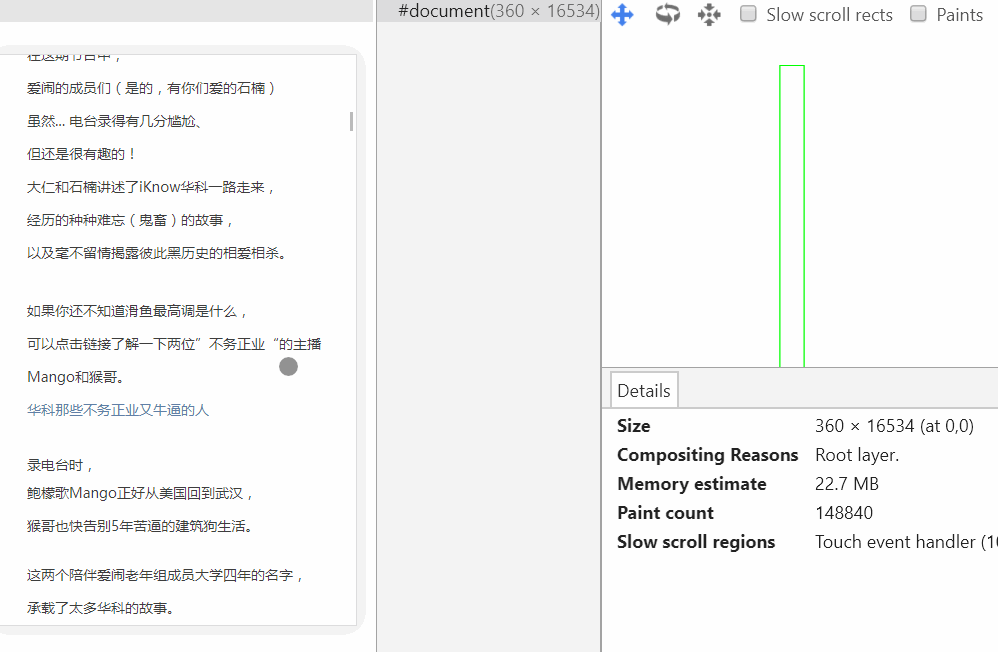 #document(360 × 16534)
Slow scroll rects
Paints
在这期节目中，
爱闹的成员们（是的，有你们爱的石楠）
虽然... 电台录得有几分尴尬、
但还是很有趣的！
大仁和石楠讲述了iKnow华科一路走来，
经历的种种难忘（鬼畜）的故事，
以及毫不留情揭露彼此黑历史的相爱相杀。
如果你还不知道滑鱼最高调是什么，
可以点击链接了解一下两位”不务正业“的主播
Mango和猴哥。
华科那些不务正业又牛逼的人
录电台时，
鲍檬歌Mango正好从美国回到武汉，
猴哥也快告别5年苦逼的建筑狗生活。
这两个陪伴爱闹老年组成员大学四年的名字，
承载了太多华科的故事。
Details
Size 360 × 16534 (at 0,0)
Compositing Reasons Root layer.
Memory estimate 22.7 MB
Paint count 148840
Slow scroll regions Touch event handler (10